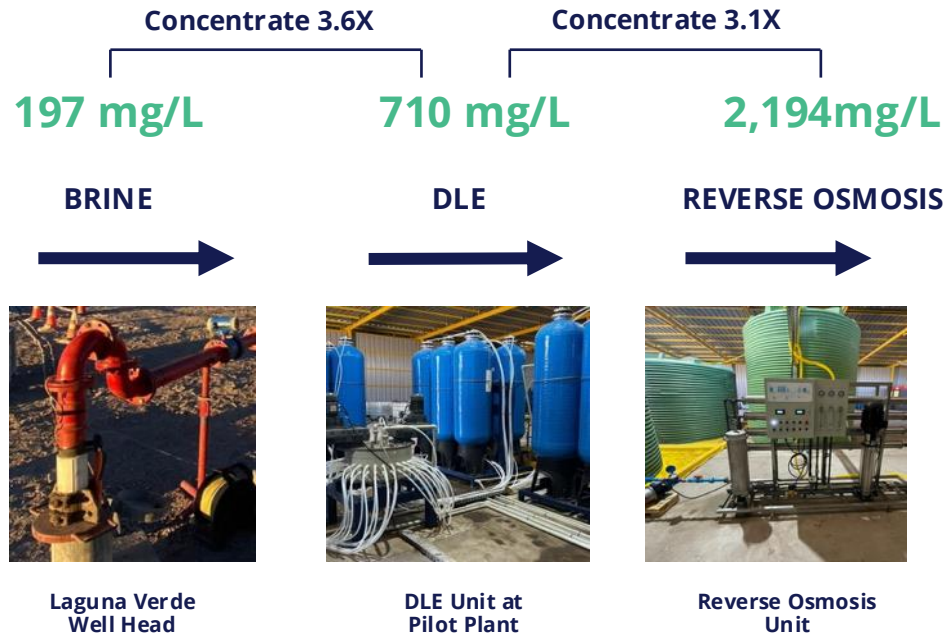 Concentrate 3.6X
Concentrate 3.1X
197 mg/L
710 mg/L
2,194mg/L
BRINE
DLE
REVERSE OSMOSIS
Laguna Verde
Well Head
DLE Unit at
Pilot Plant
Reverse Osmosis
Unit